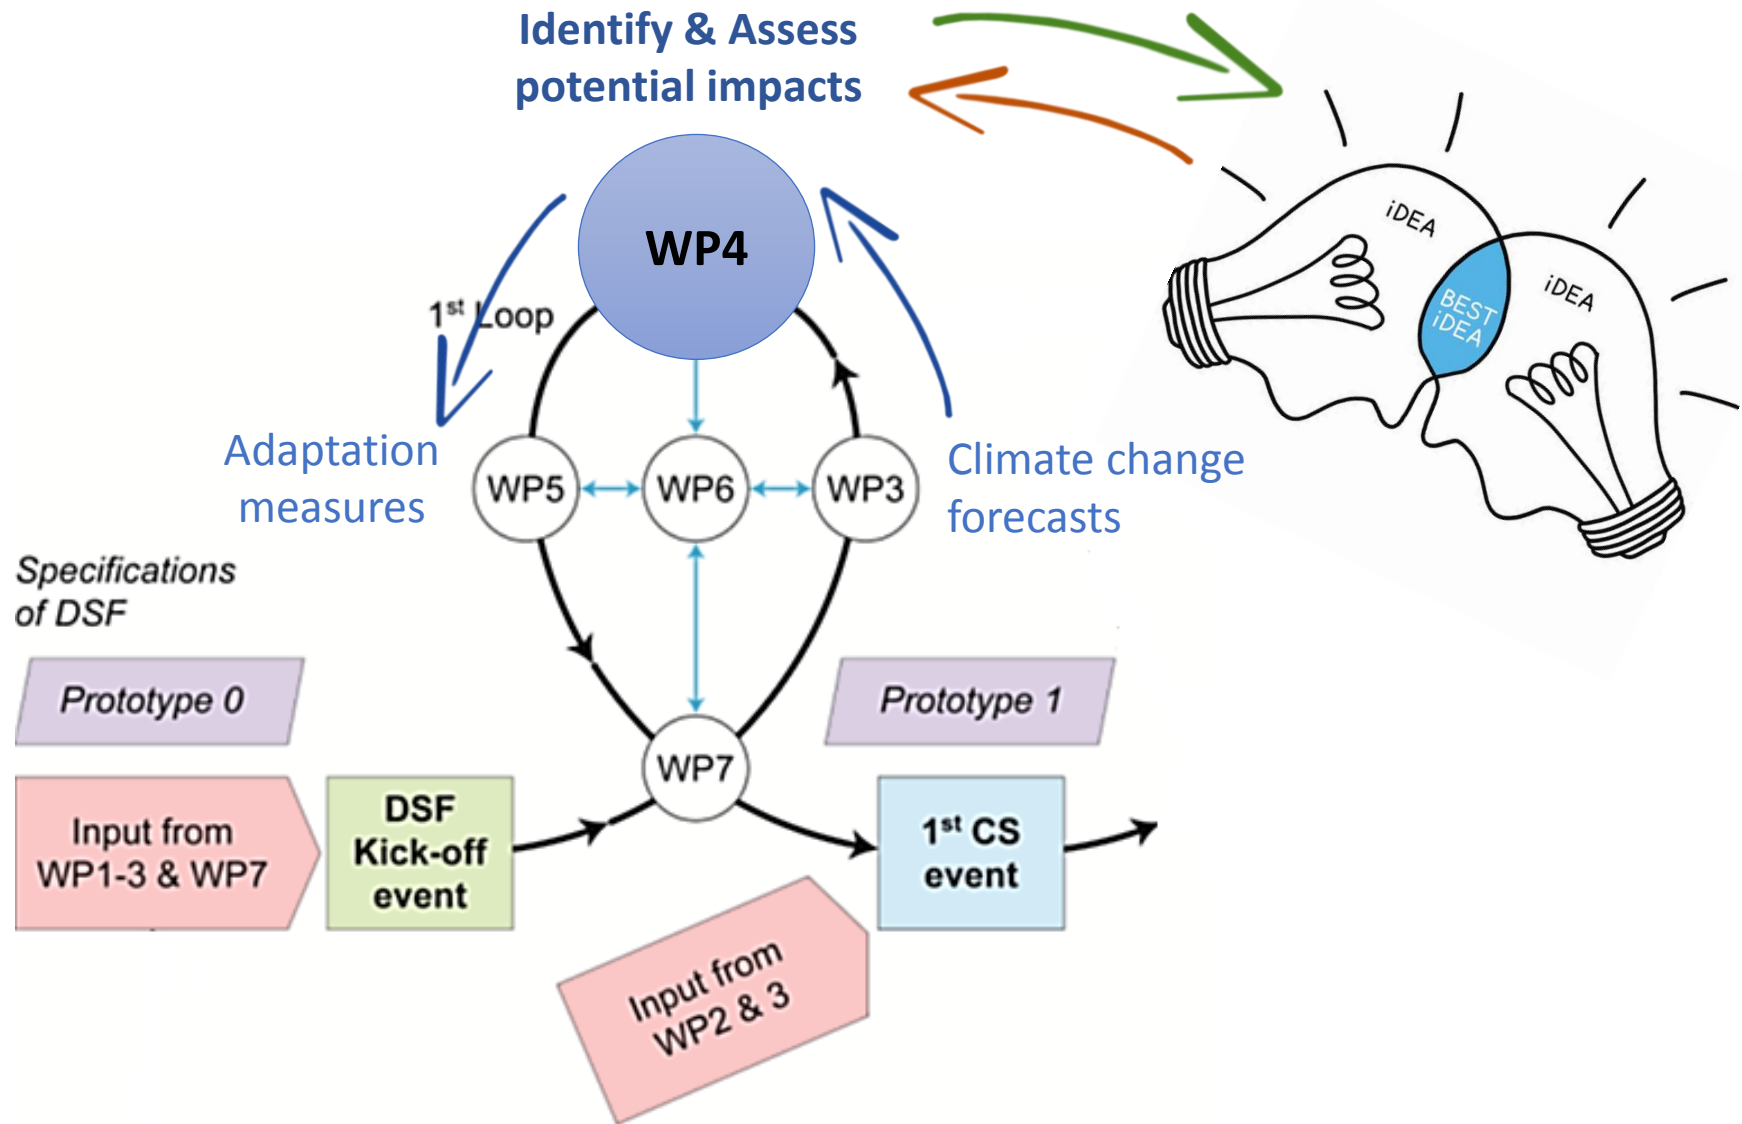 Identify & Assess
potential impacts
iDEA
iDEA
BEST
iDEA
WP4
1st Loop
Adaptation
measures
WP5
WP6
WP3
Climate change
forecasts
Specifications
of DSF
Prototype 0
Prototype 1
WP7
Input from
WP1-3 & WP7
DSF
Kick-off
event
1st CS
event
Input from
WP2 & 3